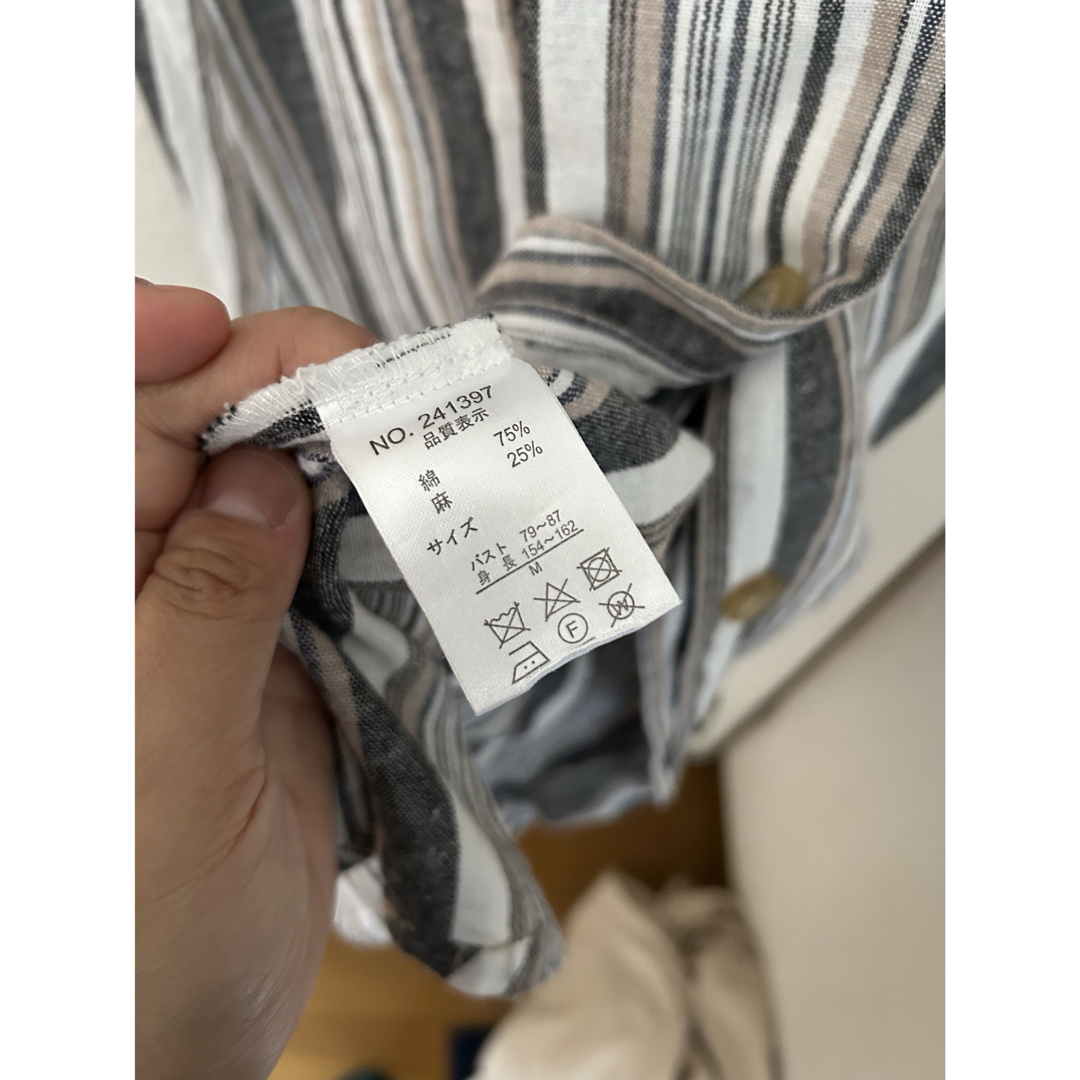 NO. 241397
品質表示
綿 75%
麻 25%
サイズ
バスト 79〜87
身 長 154〜162
M
F
W